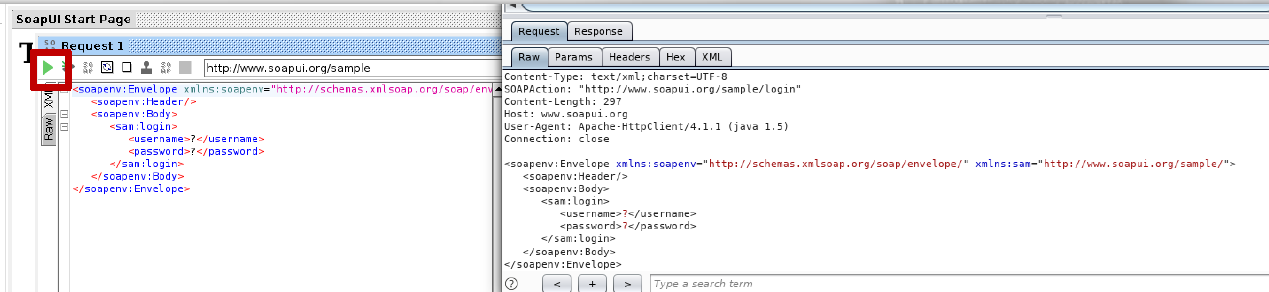 SoapUI Start Page
Request 1
http://www.soapui.org/sample
XML
Raw
<soapenv:Envelope xmlns:soapenv="http://schemas.xmlsoap.org/soap/env
<soapenv:Header/>
<soapenv:Body>
<sam:login>
<username>?</username>
<password>?</password>
</sam:login>
</soapenv:Body>
</soapenv:Envelope>
Request Response
Raw Params Headers Hex XML
Content-Type: text/xml;charset=UTF-8
SOAPAction: "http://www.soapui.org/sample/login"
Content-Length: 297
Host: www.soapui.org
User-Agent: Apache-HttpClient/4.1.1 (java 1.5)
Connection: close
<soapenv:Envelope xmlns:soapenv="http://schemas.xmlsoap.org/soap/envelope/" xmlns:sam="http://www.soapui.org/sample/">
<soapenv:Header/>
<soapenv:Body>
<sam:login>
<username>?</username>
<password>?</password>
</sam:login>
</soapenv:Body>
</soapenv:Envelope>
? < + > Type a search term